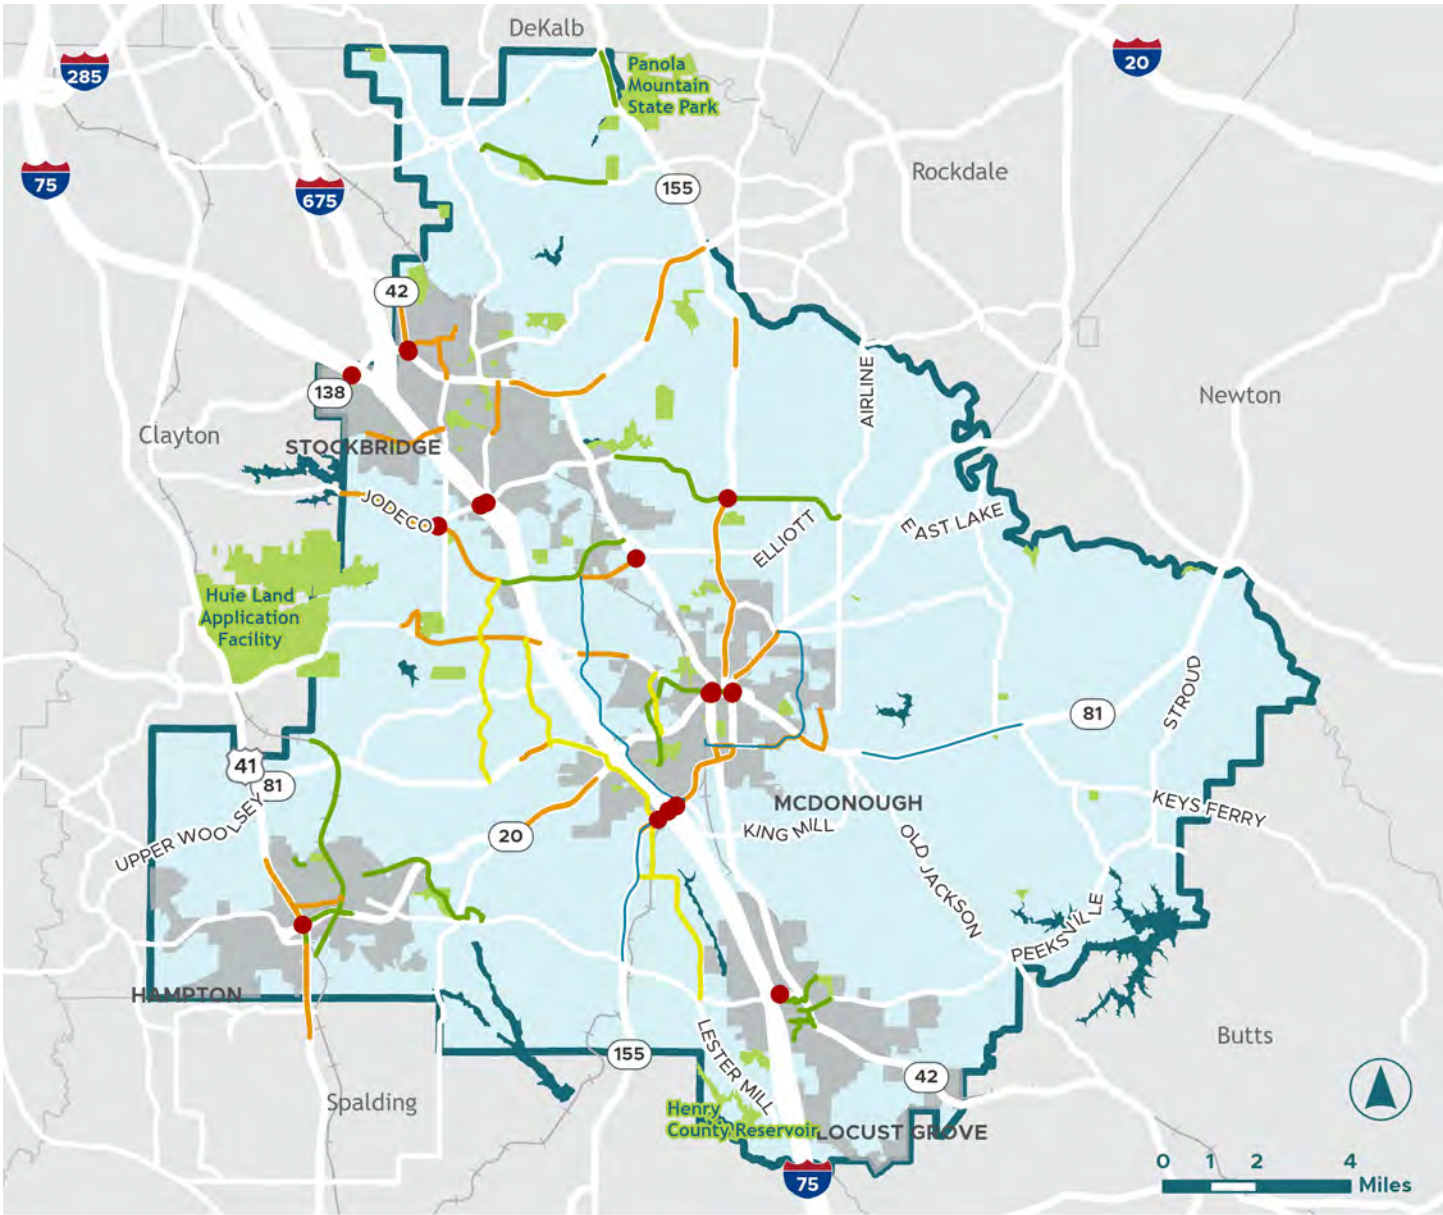 DeKalb
285
20
Panola
Mountain
State Park
75
675
155
Rockdale
42
138
Newton
AIRLINE
Clayton
STOCKBRIDGE
JODECO
ELLIOTT
EAST LAKE
Huie Land
Application
Facility
STROUD
81
41
81
UPPER WOOLSEY
20
MCDONOUGH
KING MILL
KEYS FERRY
OLD JACKSON
PEEKSVILLE
HAMPTON
LESTER MILL
155
Butts
42
Spalding
Henry
County Reservoir
LOCUST GROVE
75
0 1 2 4
Miles